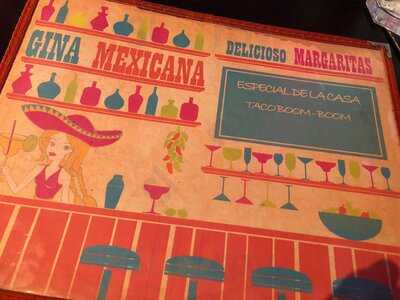 GINA MEXICANA
DELICIOSO MARGARITAS
ESPECIAL DE LA CASA
TACO BOOM-BOOM